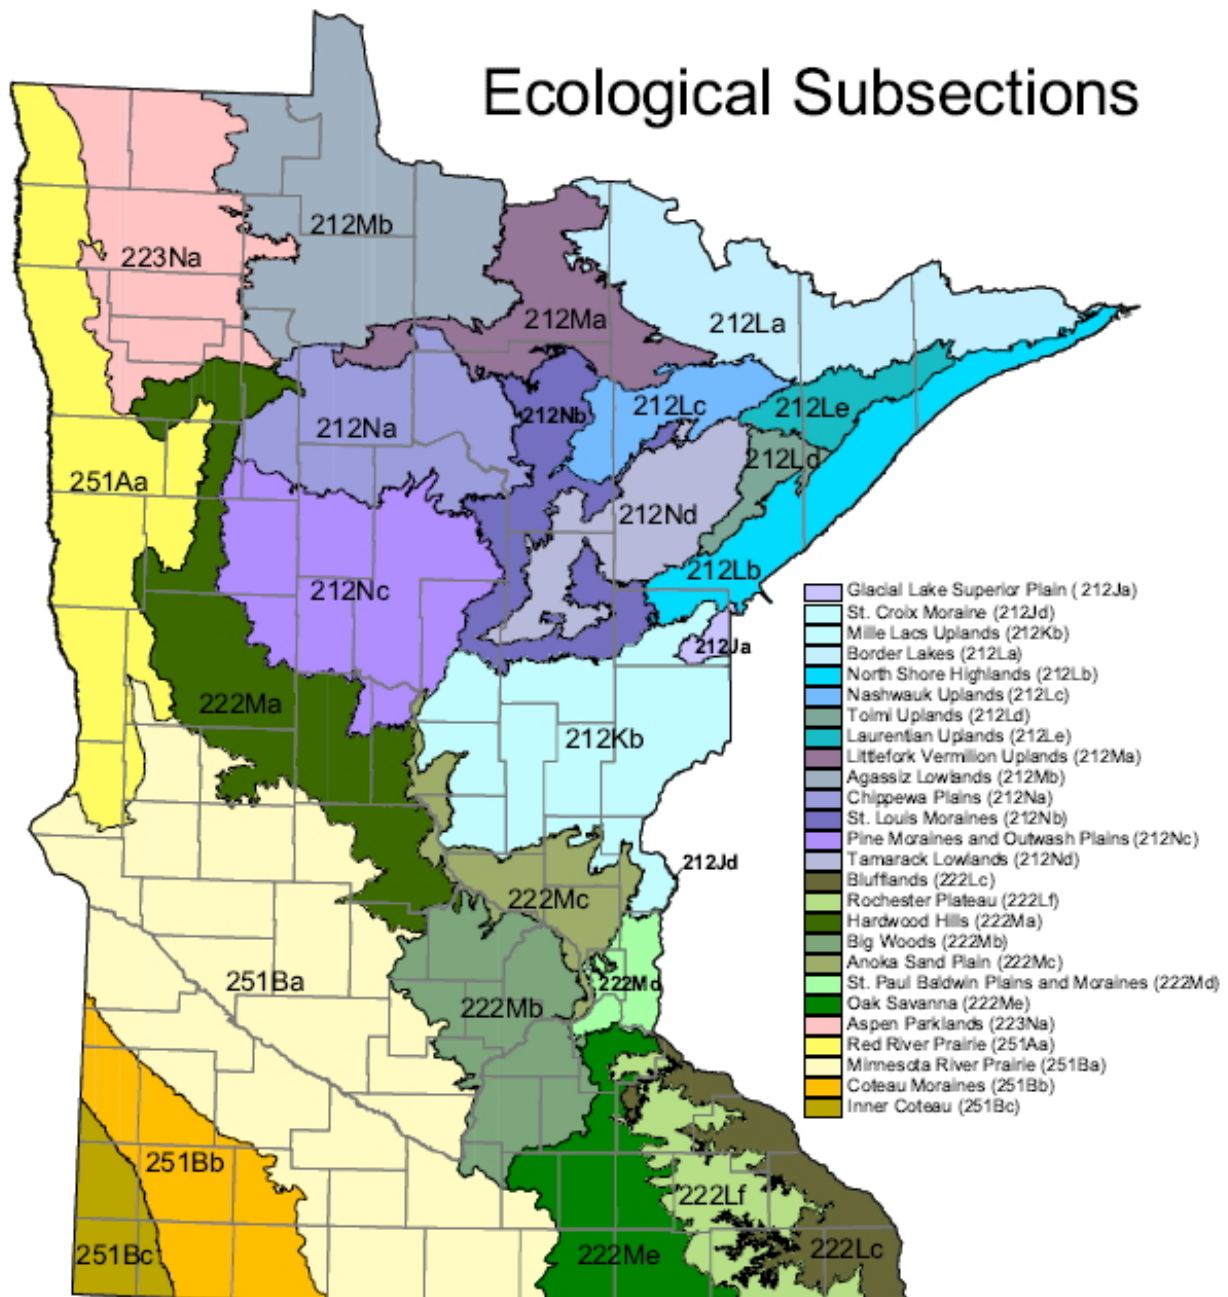 Ecological Subsections
212Mb
223Na
212Ma
212La
212Lc
212Le
212Nb
212Na
212Ld
251Aa
212Nd
212Lb
212Nc
212Ja
222Ma
212Kb
212Jd
222Mc
251Ba
222Md
222Mb
251Bb
222Lf
251Bc
222Me
222Lc
Glacial Lake Superior Plain ( 212Ja)
St. Croix Moraine (212Jd)
Mille Lacs Uplands (212Kb)
Border Lakes (212La)
North Shore Highlands (212Lb)
Nashwauk Uplands (212Lc)
Toimi Uplands (212Ld)
Laurentian Uplands (212Le)
Littlefork Vermillion Uplands (212Ma)
Agassiz Lowlands (212Mb)
Chippewa Plains (212Na)
St. Louis Moraines (212Nb)
Pine Moraines and Outwash Plains (212Nc)
Tamarack Lowlands (212Nd)
Blufflands (222Lc)
Rochester Plateau (222Lf)
Hardwood Hills (222Ma)
Big Woods (222Mb)
Anoka Sand Plain (222Mc)
St. Paul Baldwin Plains and Moraines (222Md)
Oak Savanna (222Me)
Aspen Parklands (223Na)
Red River Prairie (251Aa)
Minnesota River Prairie (251Ba)
Coteau Moraines (251Bb)
Inner Coteau (251Bc)